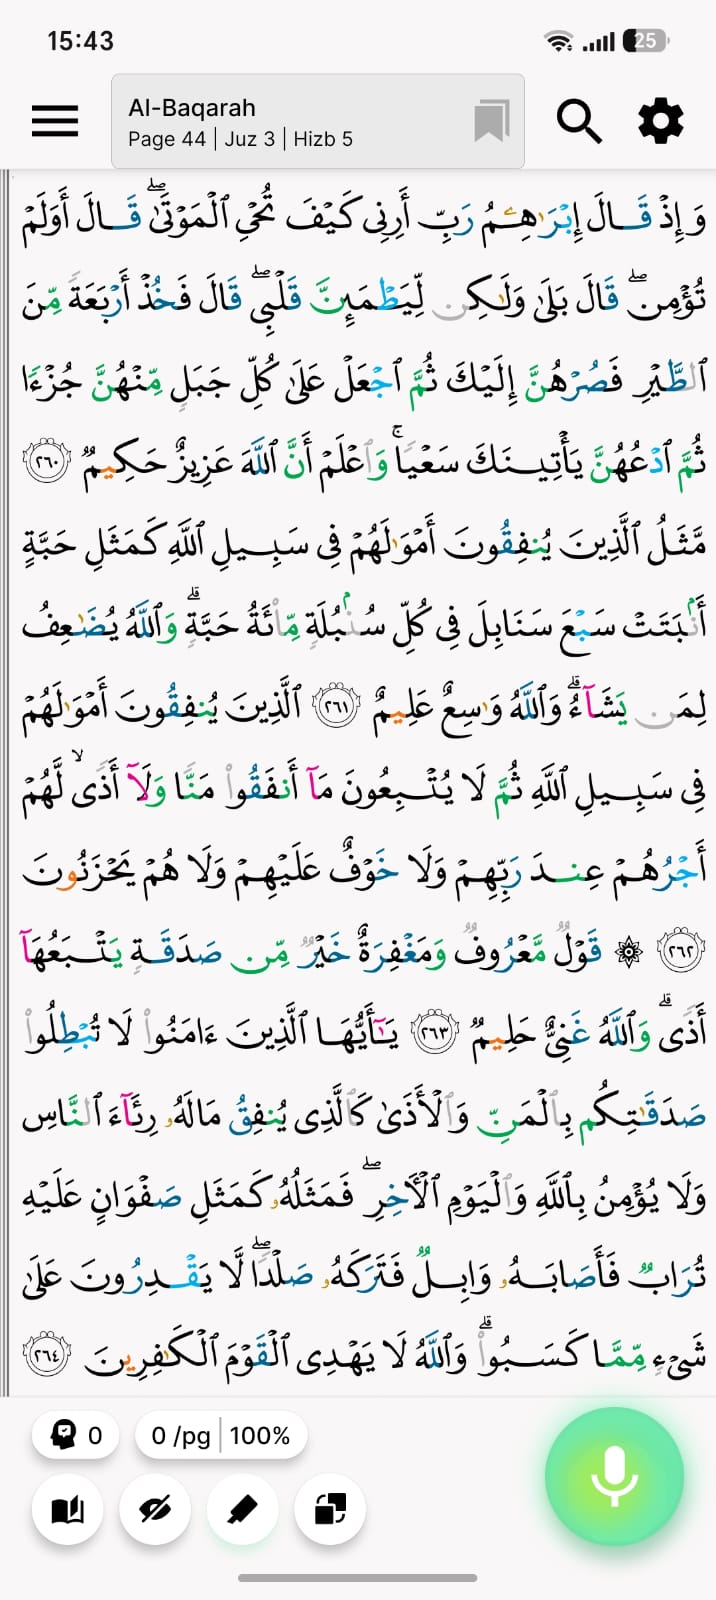 15:43
25
Al-Baqarah
Page 44 | Juz 3 | Hizb 5
وَإِذْ قَالَ إِبْرَٰهِـۧمُ رَبِّ أَرِنِى كَيْفَ تُحْىِ ٱلْمَوْتَىٰ ۖ قَالَ أَوَلَمْ
تُؤْمِن ۖ قَالَ بَلَىٰ وَلَـٰكِن لِّيَطْمَئِنَّ قَلْبِى ۖ قَالَ فَخُذْ أَرْبَعَةً مِّنَ
ٱلطَّيْرِ فَصُرْهُنَّ إِلَيْكَ ثُمَّ ٱجْعَلْ عَلَىٰ كُلِّ جَبَلٍ مِّنْهُنَّ جُزْءًا
ثُمَّ ٱدْعُهُنَّ يَأْتِينَكَ سَعْيًا ۚ وَٱعْلَمْ أَنَّ ٱللَّهَ عَزِيزٌ حَكِيمٌ ٢٦٠
مَّثَلُ ٱلَّذِينَ يُنفِقُونَ أَمْوَٰلَهُمْ فِى سَبِيلِ ٱللَّهِ كَمَثَلِ حَبَّةٍ
أَنۢبَتَتْ سَبْعَ سَنَابِلَ فِى كُلِّ سُنۢبُلَةٍ مِّا۟ئَةُ حَبَّةٍ ۗ وَٱللَّهُ يُضَـٰعِفُ
لِمَن يَشَآءُ ۗ وَٱللَّهُ وَٰسِعٌ عَلِيمٌ ٢٦١ ٱلَّذِينَ يُنفِقُونَ أَمْوَٰلَهُمْ
فِى سَبِيلِ ٱللَّهِ ثُمَّ لَا يُتْبِعُونَ مَآ أَنفَقُوا۟ مَنًّا وَلَآ أَذًى ۙ لَّهُمْ
أَجْرُهُمْ عِندَ رَبِّهِمْ وَلَا خَوْفٌ عَلَيْهِمْ وَلَا هُمْ يَحْزَنُونَ
٢٦٢ ۞ قَوْلٌ مَّعْرُوفٌ وَمَغْفِرَةٌ خَيْرٌ مِّن صَدَقَةٍ يَتْبَعُهَآ
أَذًى ۗ وَٱللَّهُ غَنِىٌّ حَلِيمٌ ٢٦٣ يَـٰٓأَيُّهَا ٱلَّذِينَ ءَامَنُوا۟ لَا تُبْطِلُوا۟
صَدَقَـٰتِكُم بِٱلْمَنِّ وَٱلْأَذَىٰ كَٱلَّذِى يُنفِقُ مَالَهُۥ رِئَآءَ ٱلنَّاسِ
وَلَا يُؤْمِنُ بِٱللَّهِ وَٱلْيَوْمِ ٱلْـَٔاخِرِ ۖ فَمَثَلُهُۥ كَمَثَلِ صَفْوَانٍ عَلَيْهِ
تُرَابٌ فَأَصَابَهُۥ وَابِلٌ فَتَرَكَهُۥ صَلْدًا ۖ لَّا يَقْدِرُونَ عَلَىٰ
شَىْءٍ مِّمَّا كَسَبُوا۟ ۗ وَٱللَّهُ لَا يَهْدِى ٱلْقَوْمَ ٱلْكَـٰفِرِينَ ٢٦٤
0
0 /pg | 100%